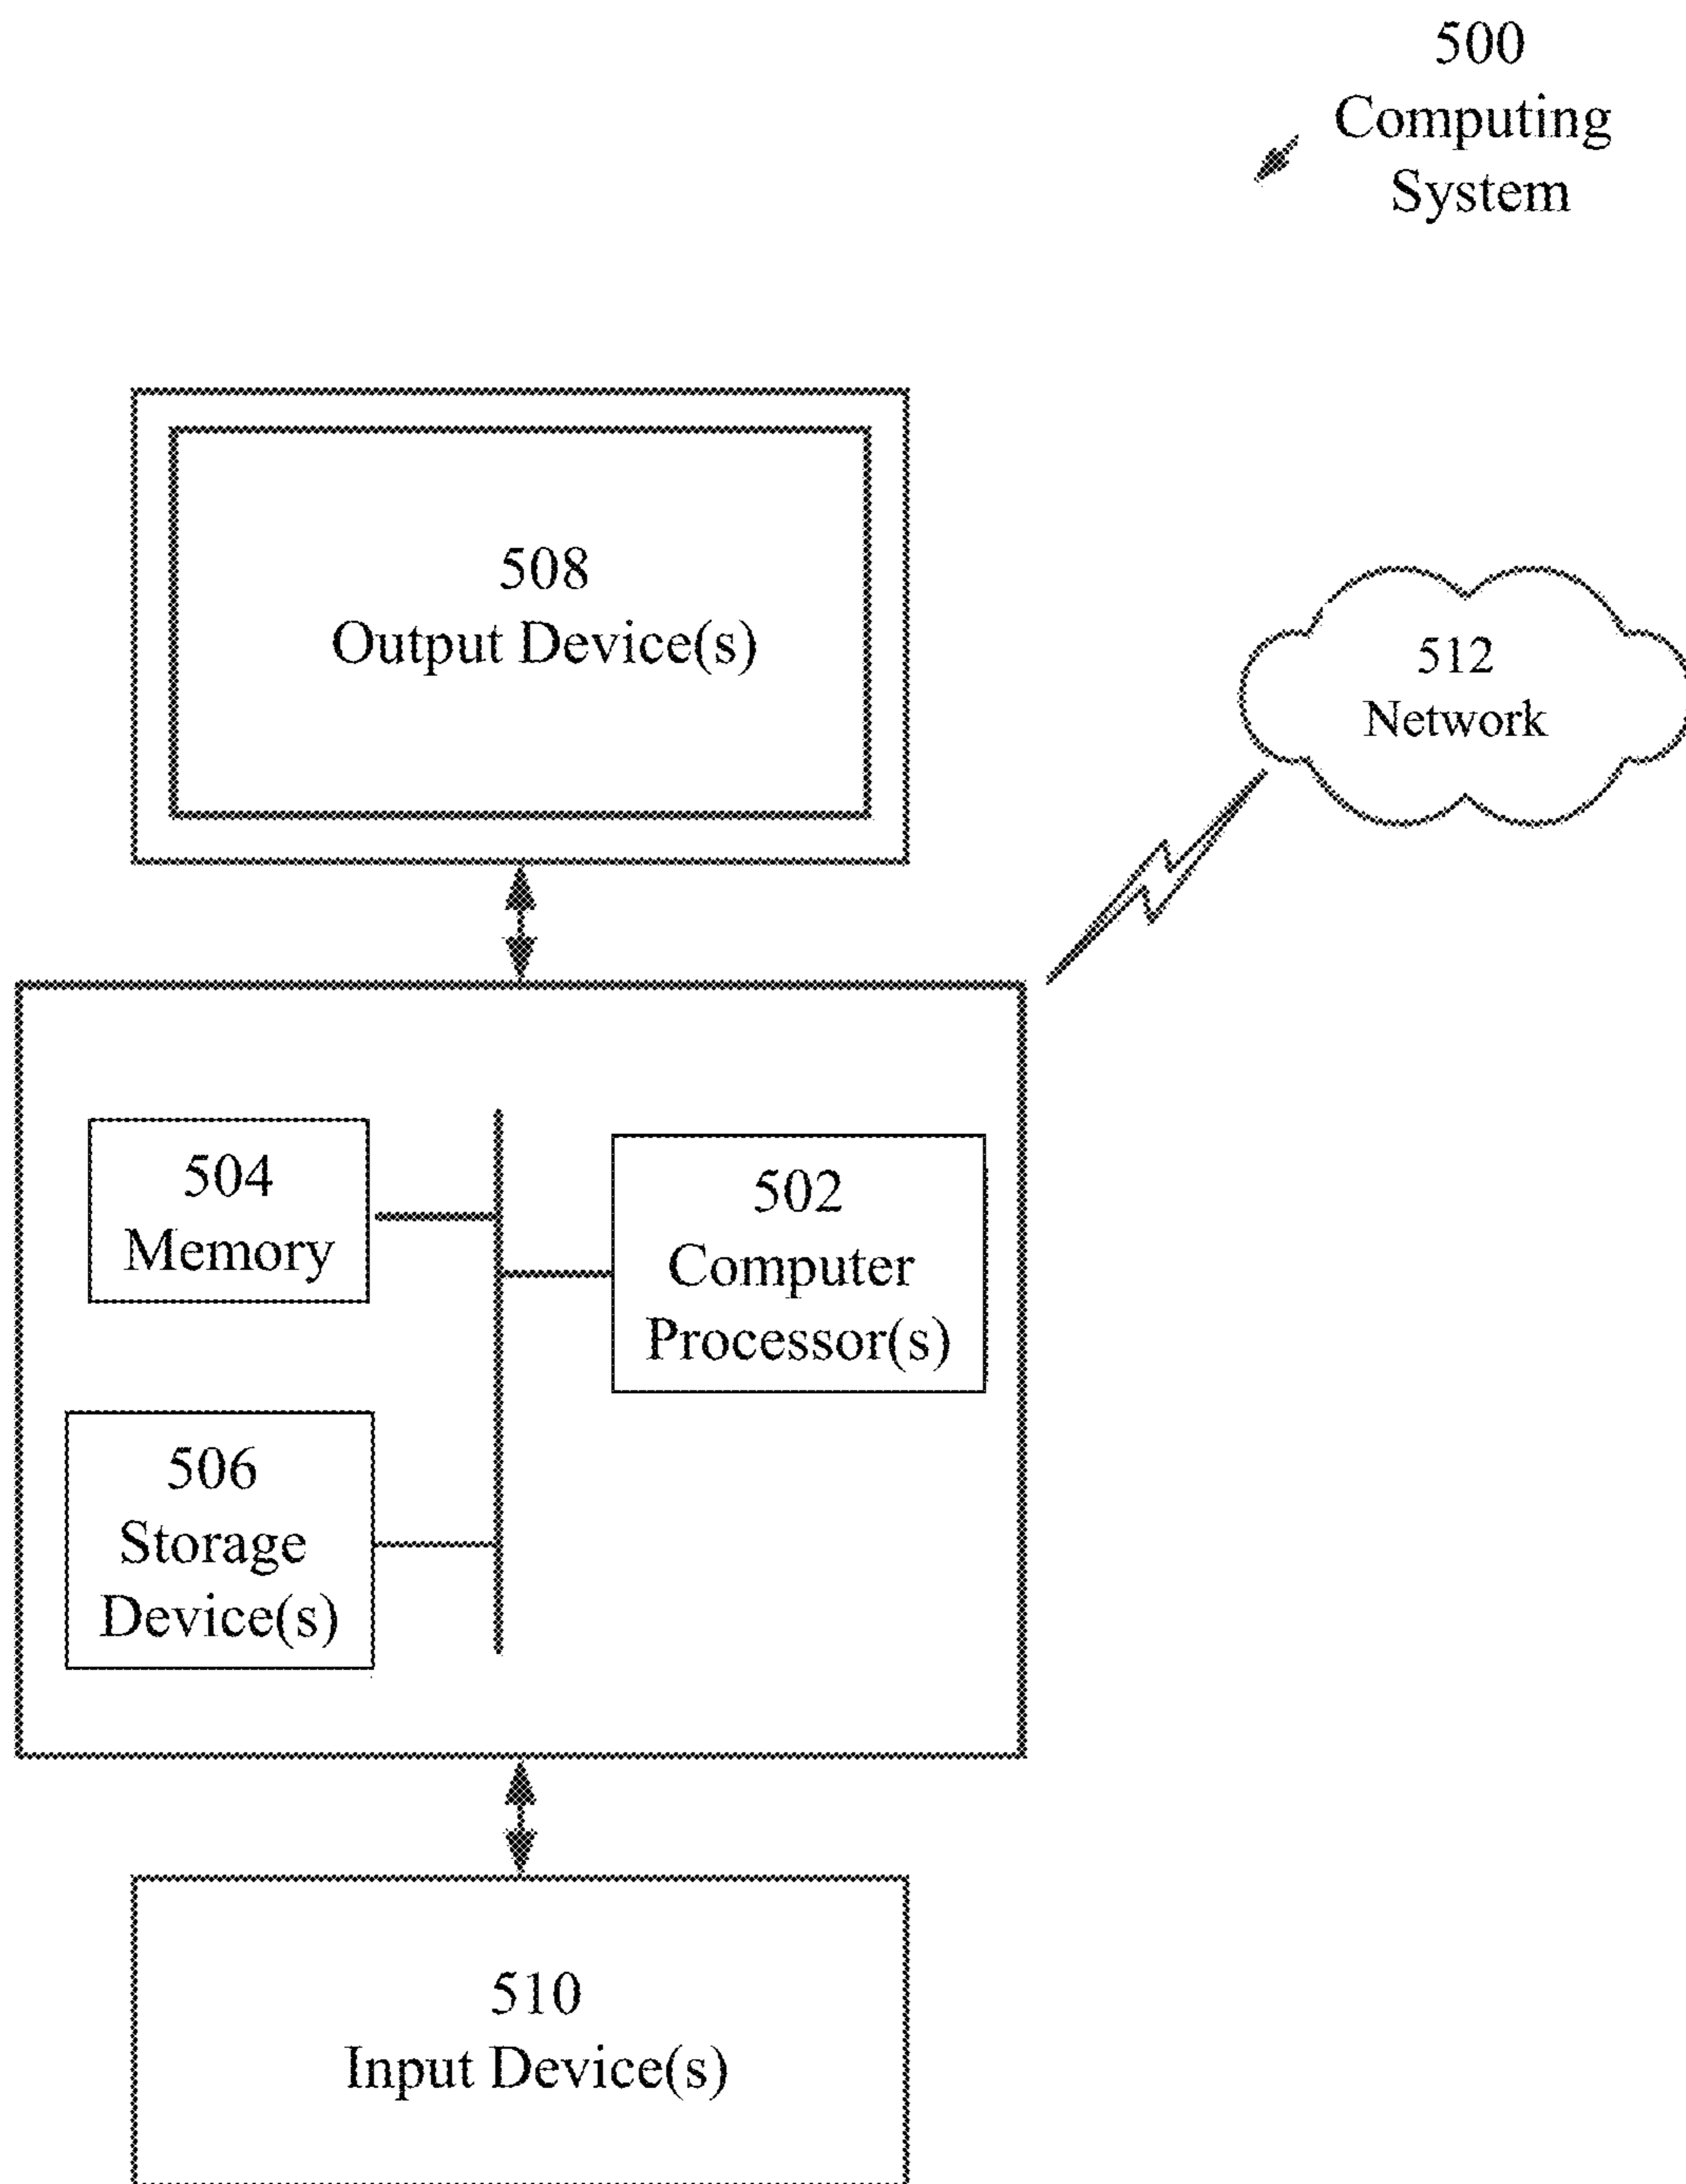 500
Computing
System
508
Output Device(s)
512
Network
504
Memory
502
Computer
Processor(s)
506
Storage
Device(s)
510
Input Device(s)